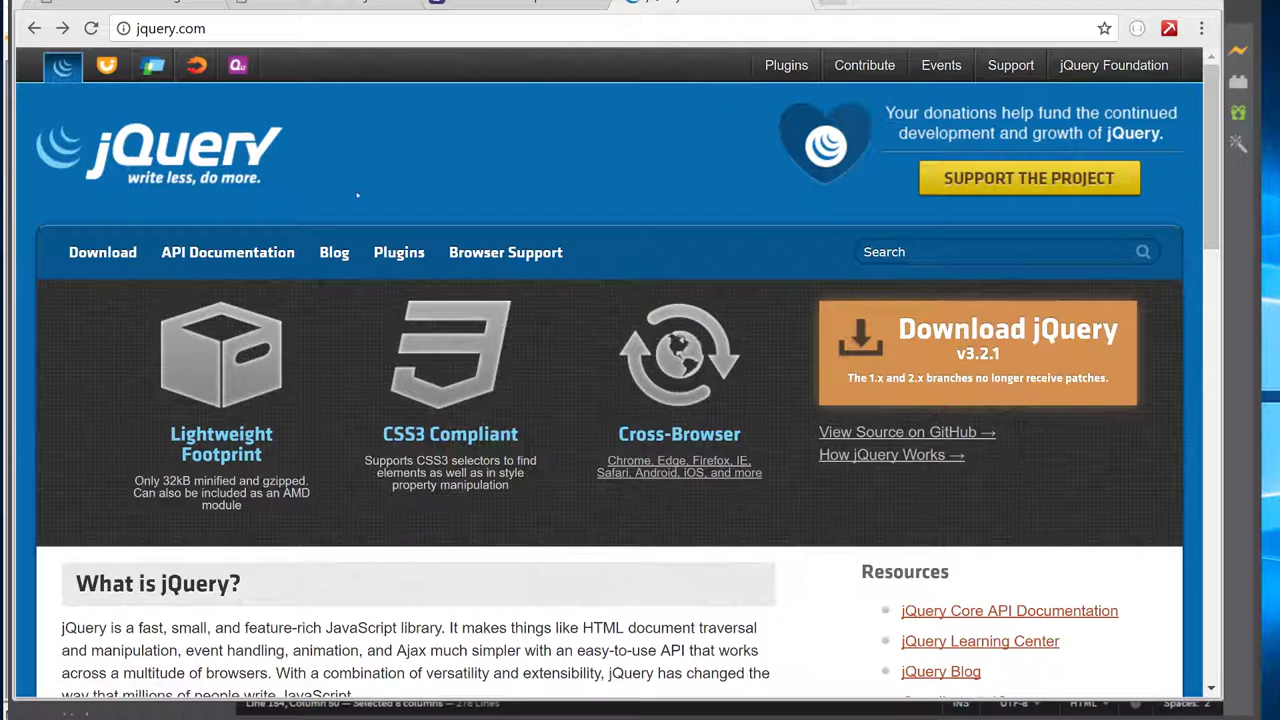 jquery.com
Plugins Contribute Events Support jQuery Foundation
jQuery
write less, do more.
Your donations help fund the continued
development and growth of jQuery.
SUPPORT THE PROJECT
Download API Documentation Blog Plugins Browser Support
Search
Lightweight
Footprint
Only 32kB minified and gzipped.
Can also be included as an AMD
module
CSS3 Compliant
Supports CSS3 selectors to find
elements as well as in style
property manipulation
Cross-Browser
Chrome, Edge, Firefox, IE,
Safari, Android, iOS, and more
Download jQuery
v3.2.1
The 1.x and 2.x branches no longer receive patches.
View Source on GitHub →
How jQuery Works →
What is jQuery?
jQuery is a fast, small, and feature-rich JavaScript library. It makes things like HTML document traversal
and manipulation, event handling, animation, and Ajax much simpler with an easy-to-use API that works
across a multitude of browsers. With a combination of versatility and extensibility, jQuery has changed the
way that millions of people write JavaScript.
Resources
jQuery Core API Documentation
jQuery Learning Center
jQuery Blog
Line 154, Column 50 — Selected 8 columns — 278 Lines
INS UTF-8 HTML Spaces: 2